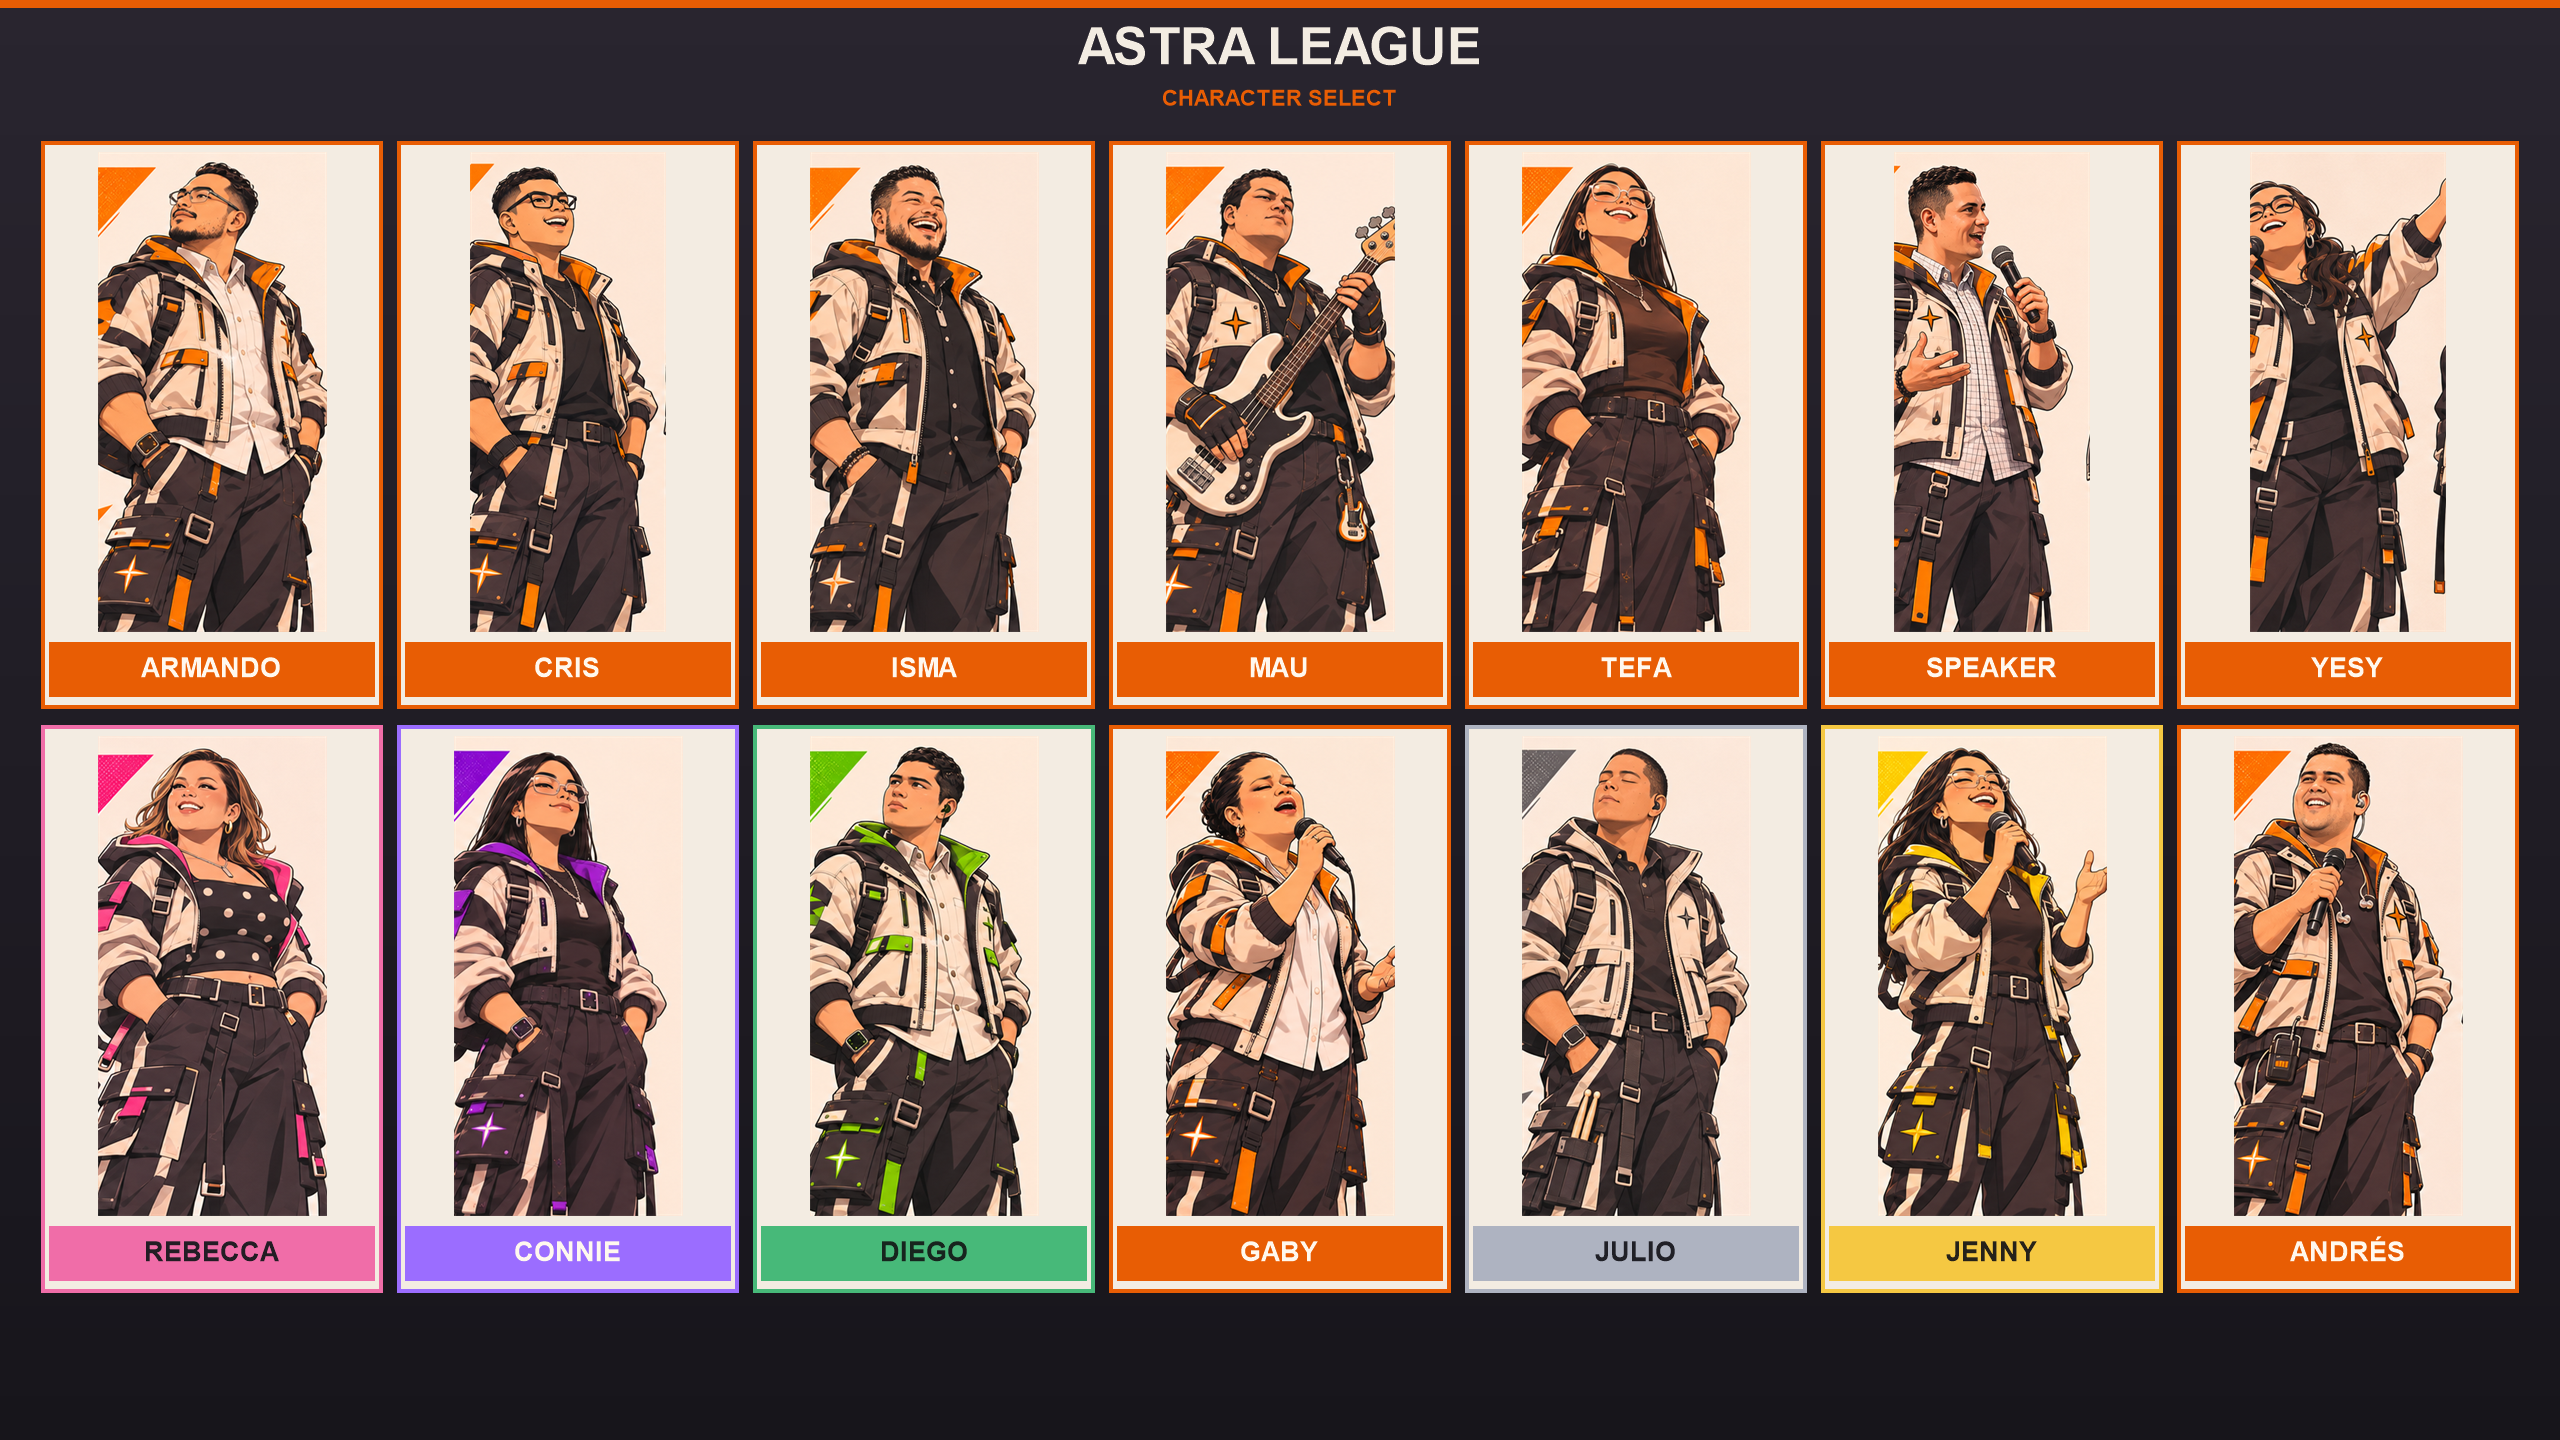 ASTRA LEAGUE
CHARACTER SELECT
ARMANDO
CRIS
ISMA
MAU
TEFA
SPEAKER
YESY
REBECCA
CONNIE
DIEGO
GABY
JULIO
JENNY
ANDRÉS